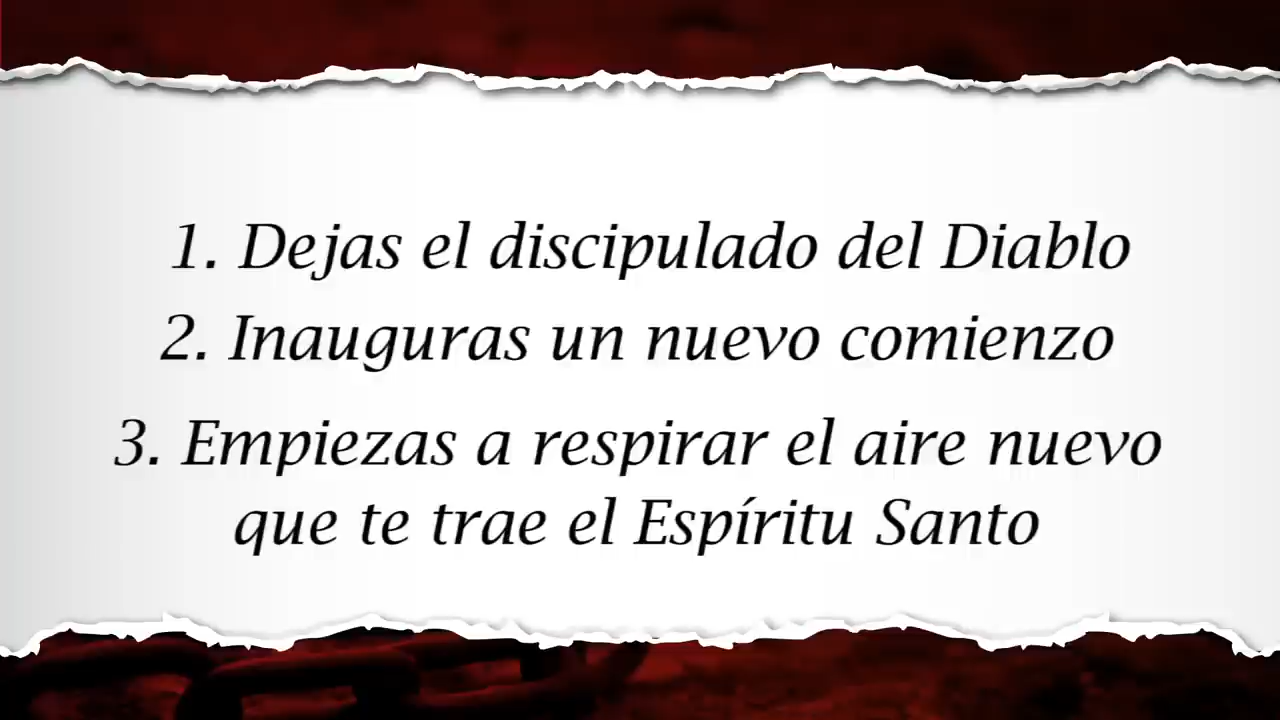 1. Dejas el discipulado del Diablo
2. Inauguras un nuevo comienzo
3. Empiezas a respirar el aire nuevo
que te trae el Espíritu Santo